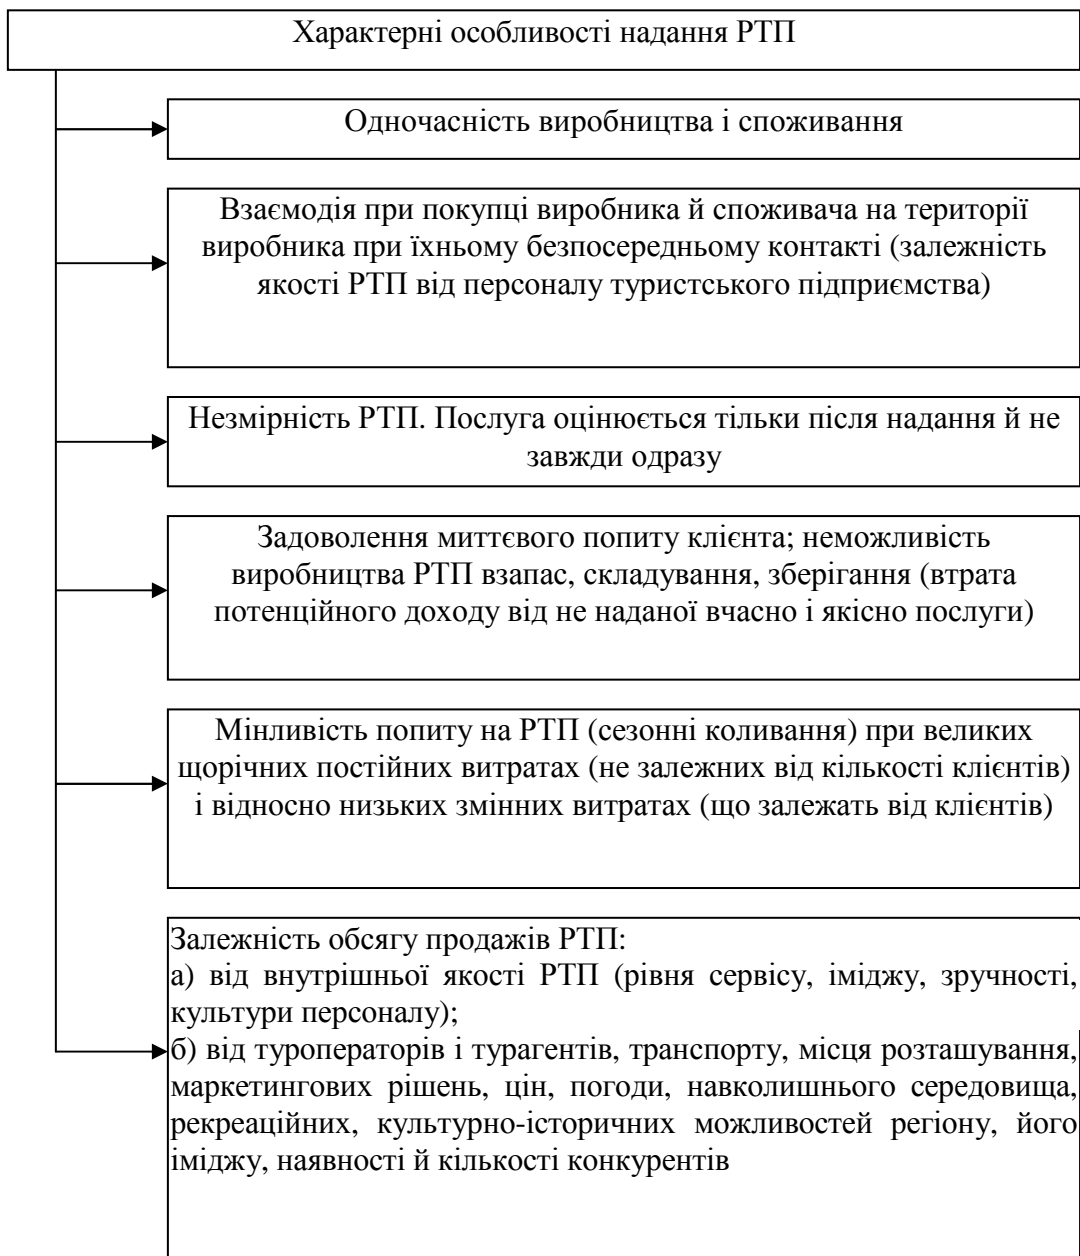 Характерні особливості надання РТП
Одночасність виробництва і споживання
Взаємодія при покупці виробника й споживача на території
виробника при їхньому безпосередньому контакті (залежність
якості РТП від персоналу туристського підприємства)
Незмірність РТП. Послуга оцінюється тільки після надання й не
завжди одразу
Задоволення миттєвого попиту клієнта; неможливість
виробництва РТП взапас, складування, зберігання (втрата
потенційного доходу від не наданої вчасно і якісно послуги)
Мінливість попиту на РТП (сезонні коливання) при великих
щорічних постійних витратах (не залежних від кількості клієнтів)
і відносно низьких змінних витратах (що залежать від клієнтів)
Залежність обсягу продажів РТП:
а) від внутрішньої якості РТП (рівня сервісу, іміджу, зручності,
культури персоналу);
б) від туроператорів і турагентів, транспорту, місця розташування,
маркетингових рішень, цін, погоди, навколишнього середовища,
рекреаційних, культурно-історичних можливостей регіону, його
іміджу, наявності й кількості конкурентів